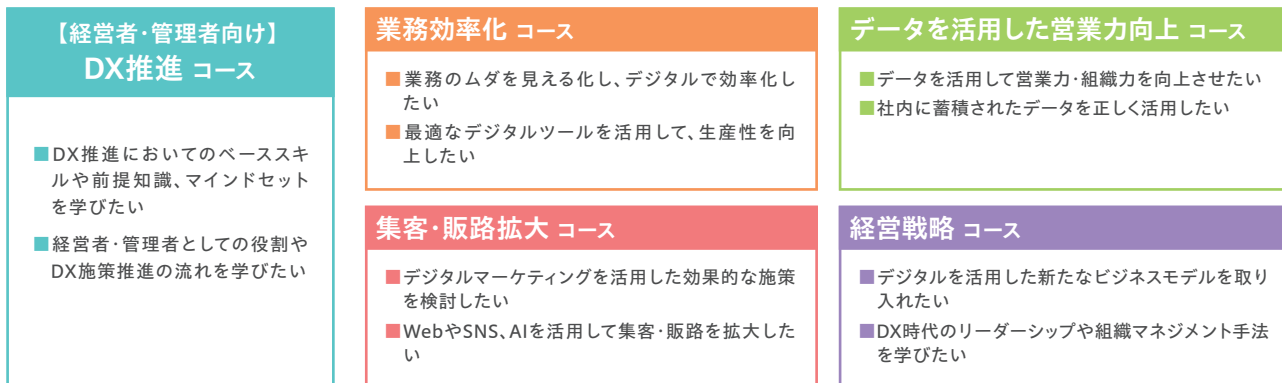 【経営者・管理者向け】
DX推進 コース
■DX推進においてのベーススキ
ルや前提知識、マインドセット
を学びたい
■経営者・管理者としての役割や
DX施策推進の流れを学びたい
業務効率化 コース
■業務のムダを見える化し、デジタルで効率化し
たい
■最適なデジタルツールを活用して、生産性を向
上したい
データを活用した営業力向上 コース
■データを活用して営業力・組織力を向上させたい
■社内に蓄積されたデータを正しく活用したい
集客・販路拡大 コース
■デジタルマーケティングを活用した効果的な施策
を検討したい
■WebやSNS、AIを活用して集客・販路を拡大した
い
経営戦略 コース
■デジタルを活用した新たなビジネスモデルを取り
入れたい
■DX時代のリーダーシップや組織マネジメント手法
を学びたい